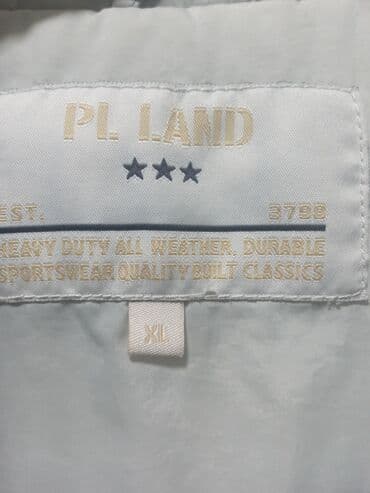 PL LAND
EST. 3790
HEAVY DUTY ALL WEATHER, DURABLE
SPORTSWEAR QUALITY BUILT CLASSICS
XL